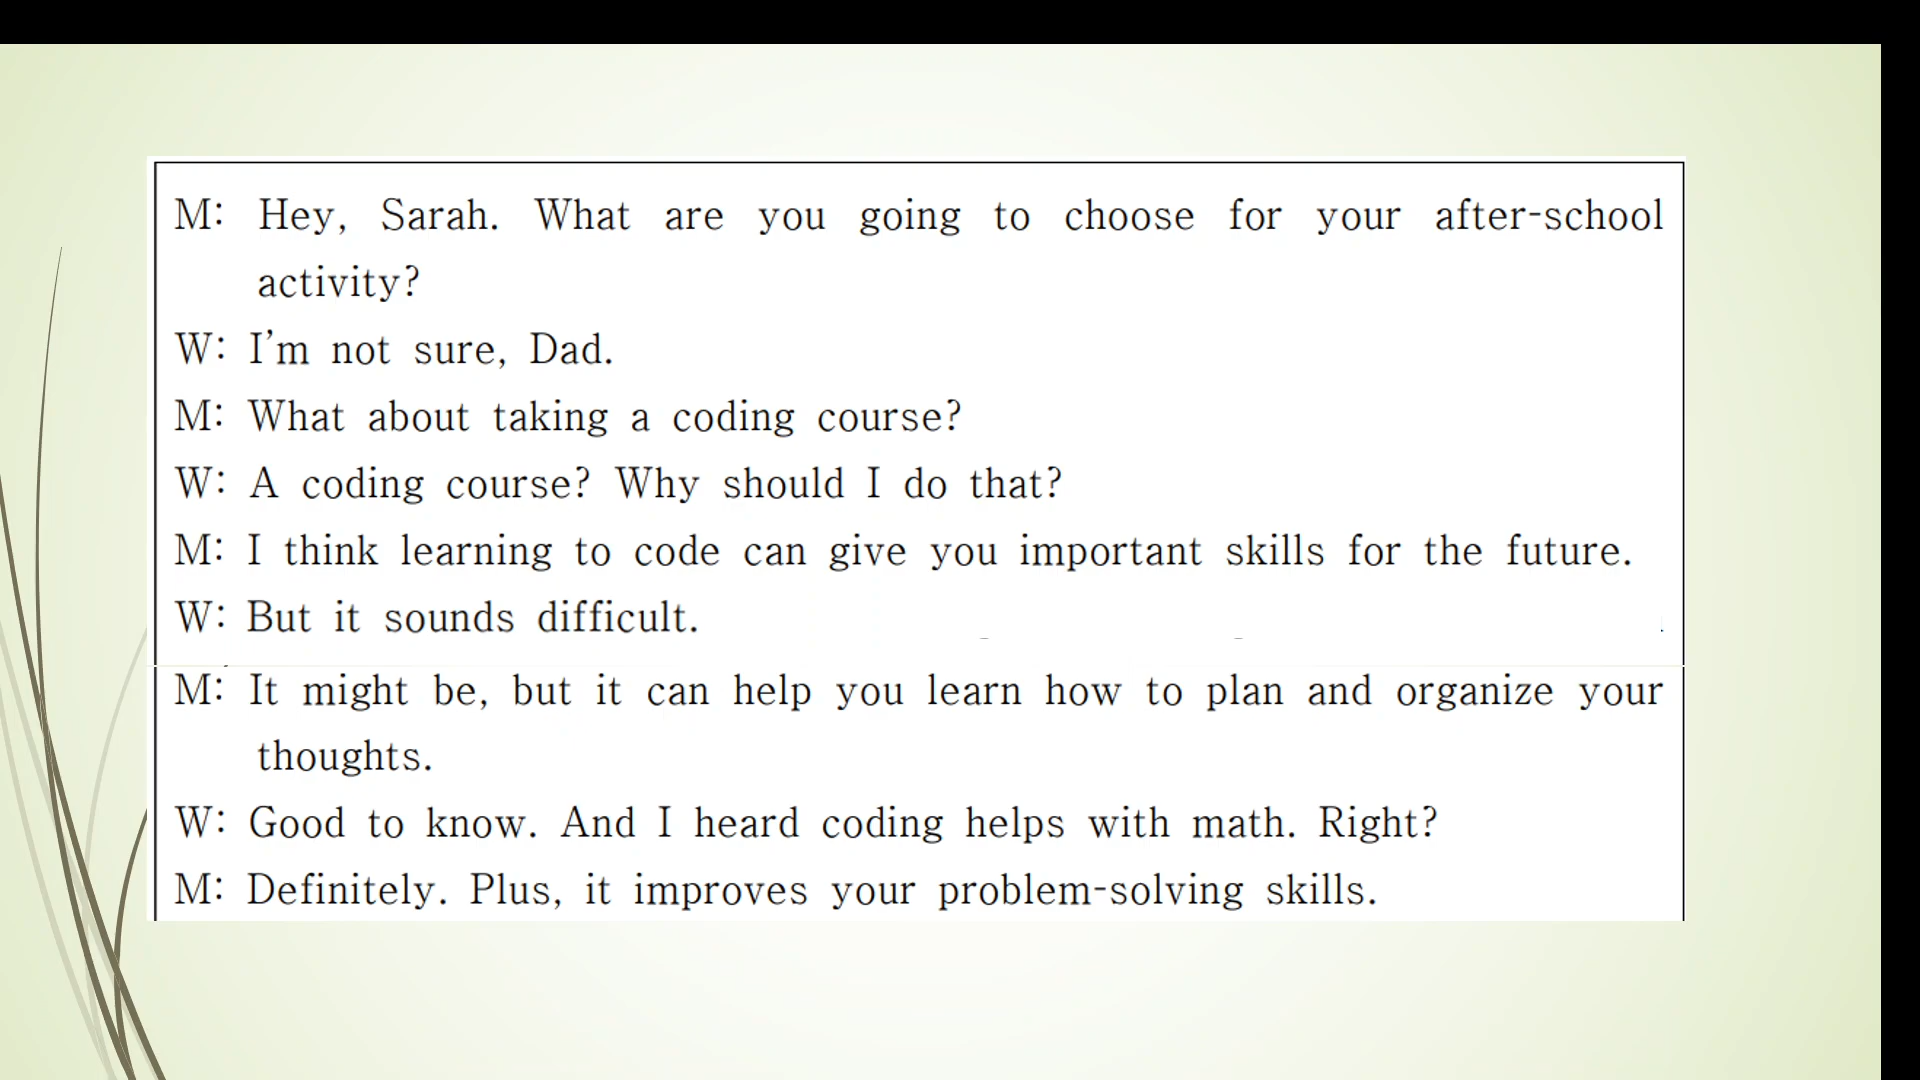 M: Hey, Sarah. What are you going to choose for your after-school
activity?
W: I'm not sure, Dad.
M: What about taking a coding course?
W: A coding course? Why should I do that?
M: I think learning to code can give you important skills for the future.
W: But it sounds difficult.
M: It might be, but it can help you learn how to plan and organize your
thoughts.
W: Good to know. And I heard coding helps with math. Right?
M: Definitely. Plus, it improves your problem-solving skills.